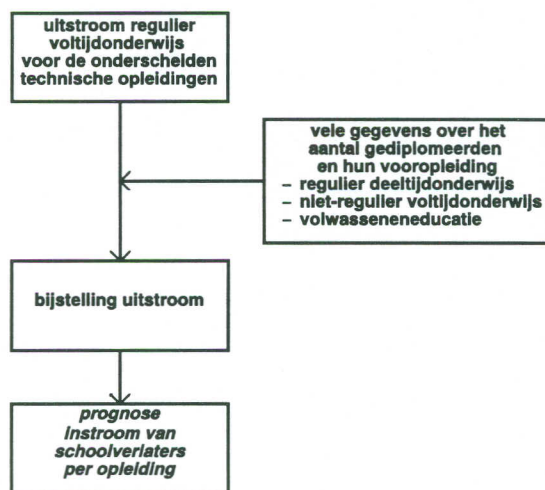 uitstroom regulier
voltijdonderwijs
voor de onderscheiden
technische opleidingen
vele gegevens over het
aantal gediplomeerden
en hun vooropleiding
– regulier deeltijdonderwijs
– niet-regulier voltijdonderwijs
– volwasseneneducatie
bijstelling uitstroom
prognose
instroom van
schoolverlaters
per opleiding